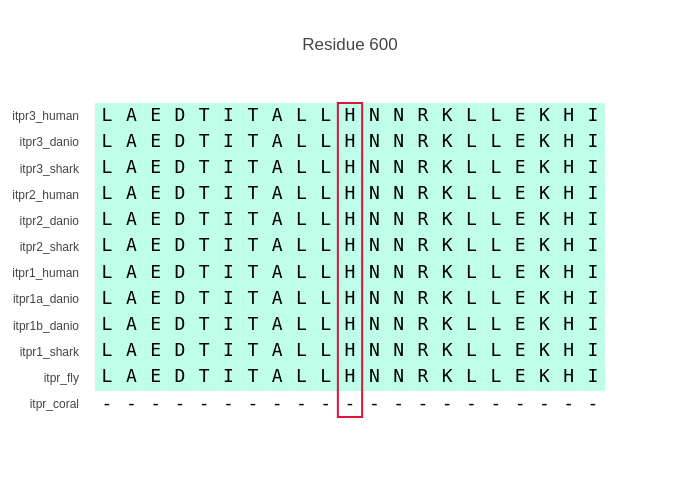 Residue 600
itpr3_human L A E D T I T A L L H N N R K L L E K H I
itpr3_danio L A E D T I T A L L H N N R K L L E K H I
itpr3_shark L A E D T I T A L L H N N R K L L E K H I
itpr2_human L A E D T I T A L L H N N R K L L E K H I
itpr2_danio L A E D T I T A L L H N N R K L L E K H I
itpr2_shark L A E D T I T A L L H N N R K L L E K H I
itpr1_human L A E D T I T A L L H N N R K L L E K H I
itpr1a_danio L A E D T I T A L L H N N R K L L E K H I
itpr1b_danio L A E D T I T A L L H N N R K L L E K H I
itpr1_shark L A E D T I T A L L H N N R K L L E K H I
itpr_fly L A E D T I T A L L H N N R K L L E K H I
itpr_coral - - - - - - - - - - - - - - - - - - - - -